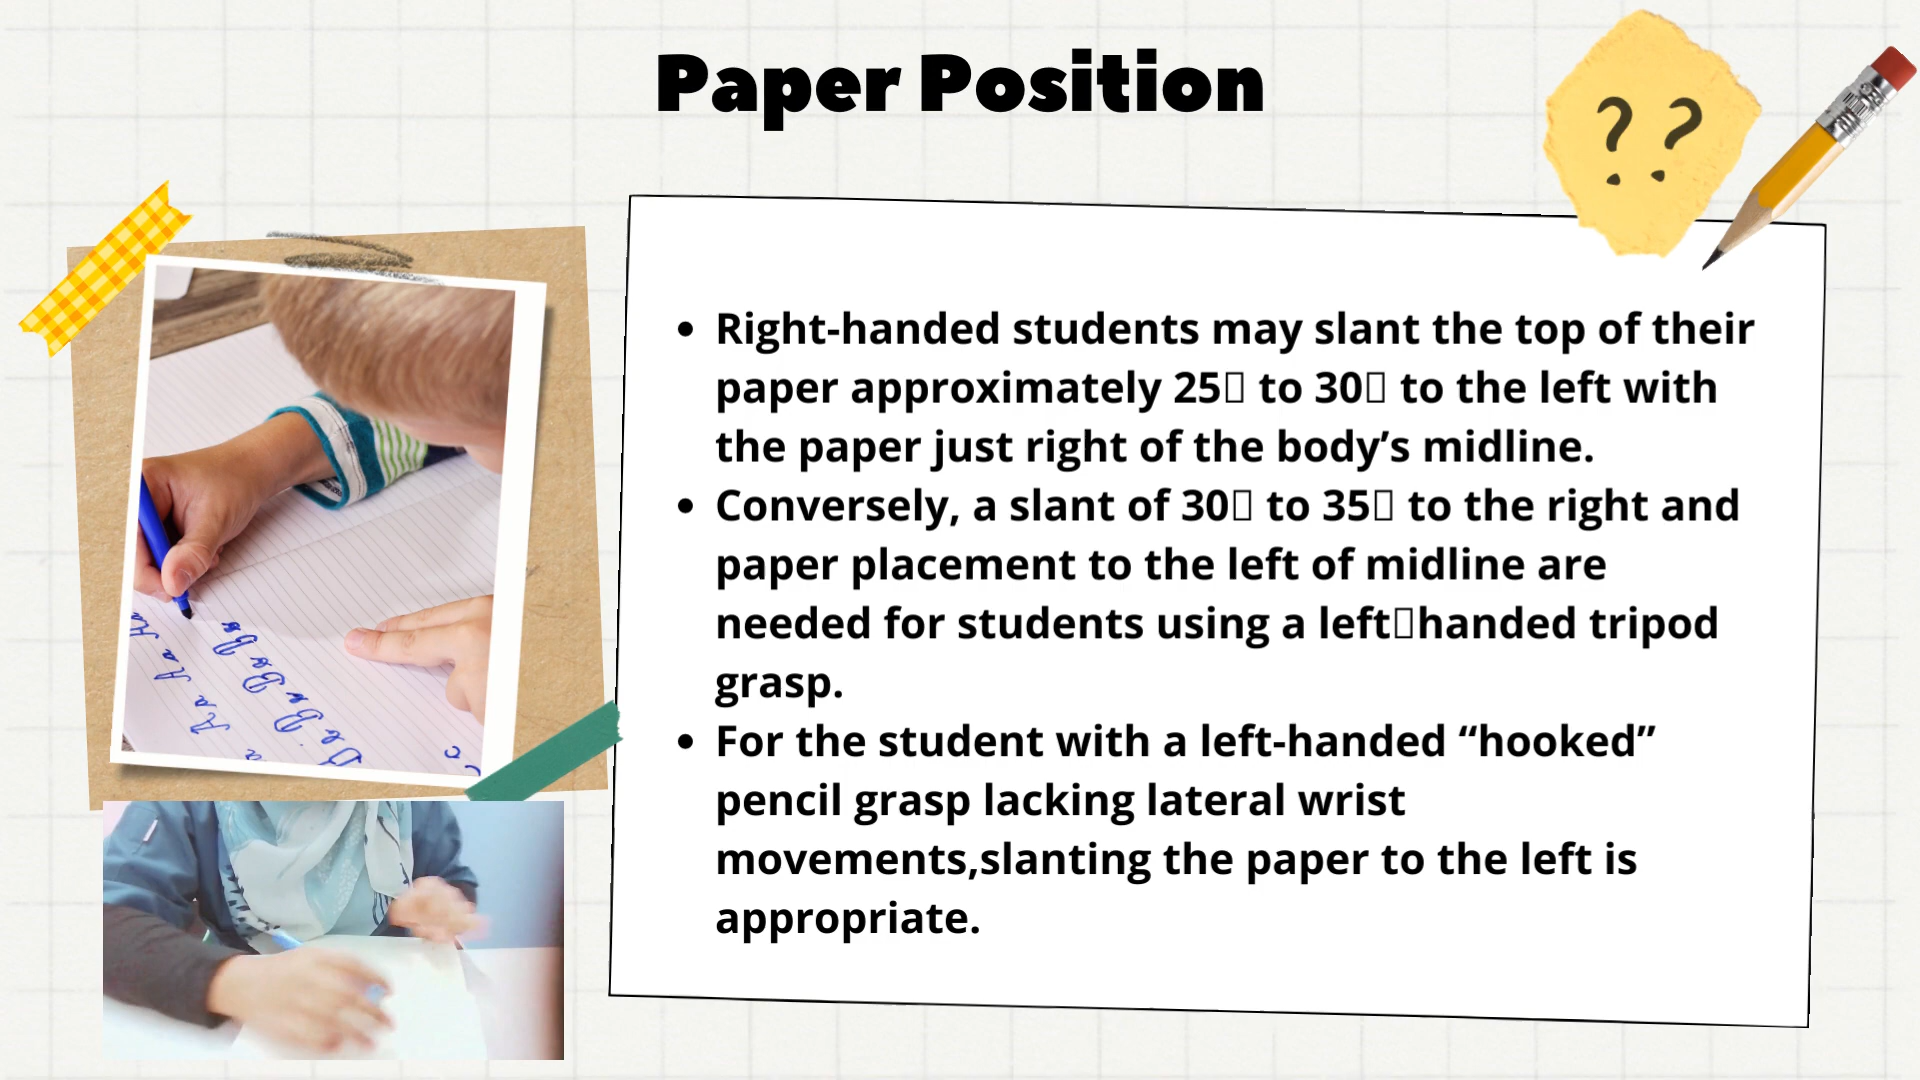 Paper Position
? ?
• Right-handed students may slant the top of their
paper approximately 25▯ to 30▯ to the left with
the paper just right of the body’s midline.
• Conversely, a slant of 30▯ to 35▯ to the right and
paper placement to the left of midline are
needed for students using a left▯handed tripod
grasp.
• For the student with a left-handed “hooked”
pencil grasp lacking lateral wrist
movements,slanting the paper to the left is
appropriate.